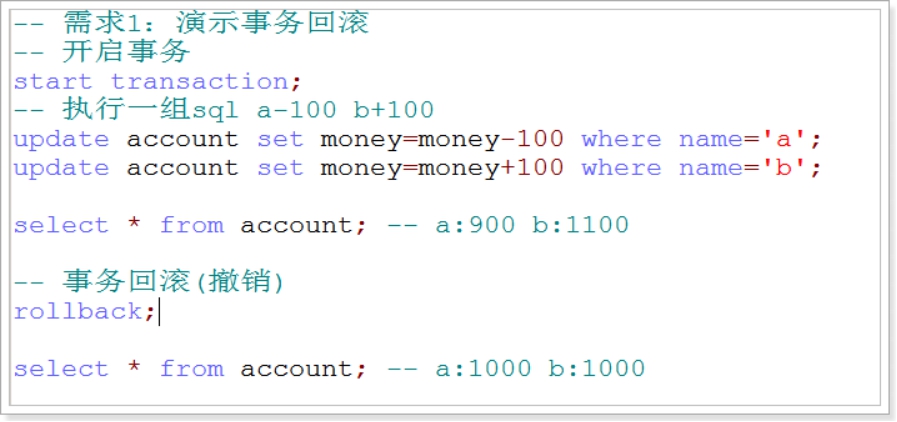 -- 需求1：演示事务回滚
-- 开启事务
start transaction;
-- 执行一组sql a-100 b+100
update account set money=money-100 where name='a';
update account set money=money+100 where name='b';
select * from account; -- a:900 b:1100
-- 事务回滚(撤销)
rollback;
select * from account; -- a:1000 b:1000